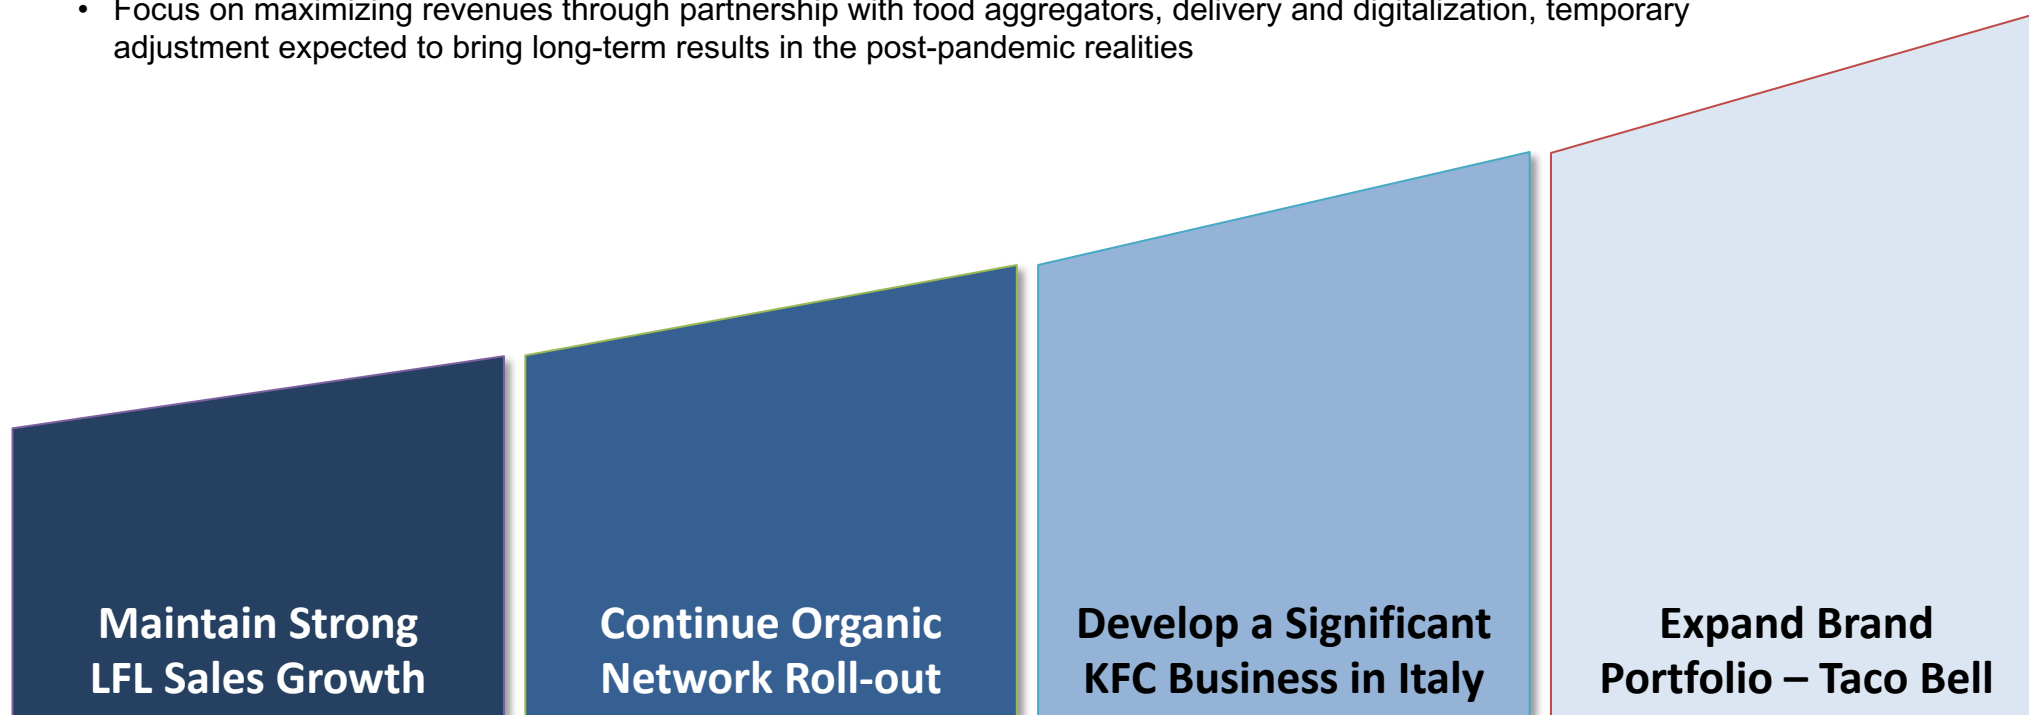 • Focus on maximizing revenues through partnership with food aggregators, delivery and digitalization, temporary
adjustment expected to bring long-term results in the post-pandemic realities
Maintain Strong
LFL Sales Growth
Continue Organic
Network Roll-out
Develop a Significant
KFC Business in Italy
Expand Brand
Portfolio – Taco Bell